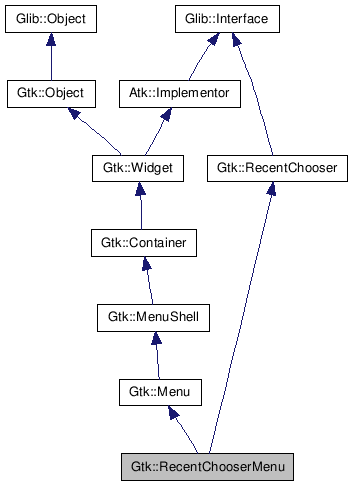 Glib::Object
Glib::Interface
Gtk::Object
Atk::Implementor
Gtk::Widget
Gtk::RecentChooser
Gtk::Container
Gtk::MenuShell
Gtk::Menu
Gtk::RecentChooserMenu